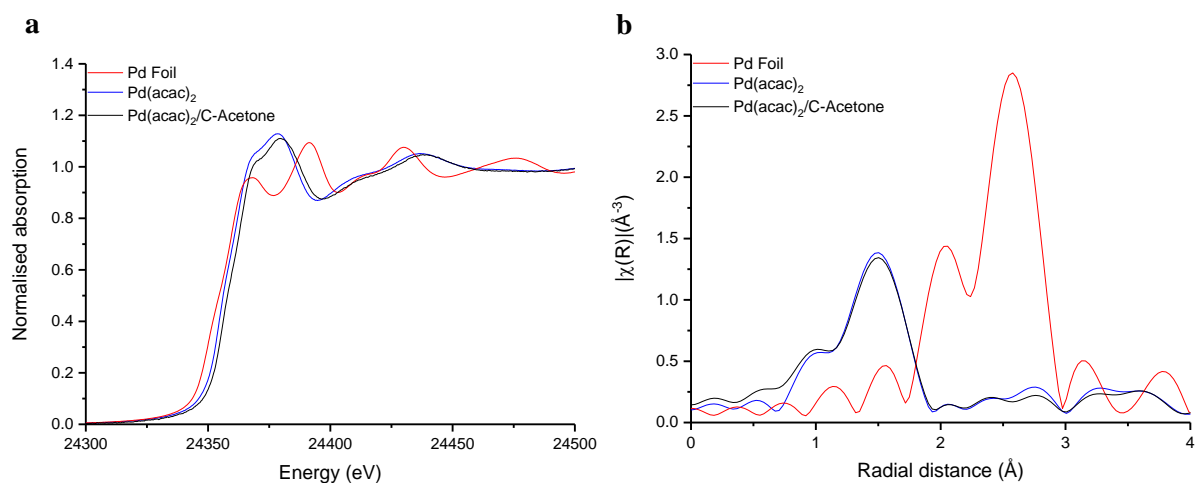 a
1.4
1.2
1.0
0.8
0.6
0.4
0.2
0.0
Normalised absorption
Pd Foil
Pd(acac)2
Pd(acac)2/C-Acetone
24300
24350
24400
24450
24500
Energy (eV)
b
3.0
2.5
2.0
1.5
1.0
0.5
0.0
|χ(R)|(Å-3)
Pd Foil
Pd(acac)2
Pd(acac)2/C-Acetone
0
1
2
3
4
Radial distance (Å)